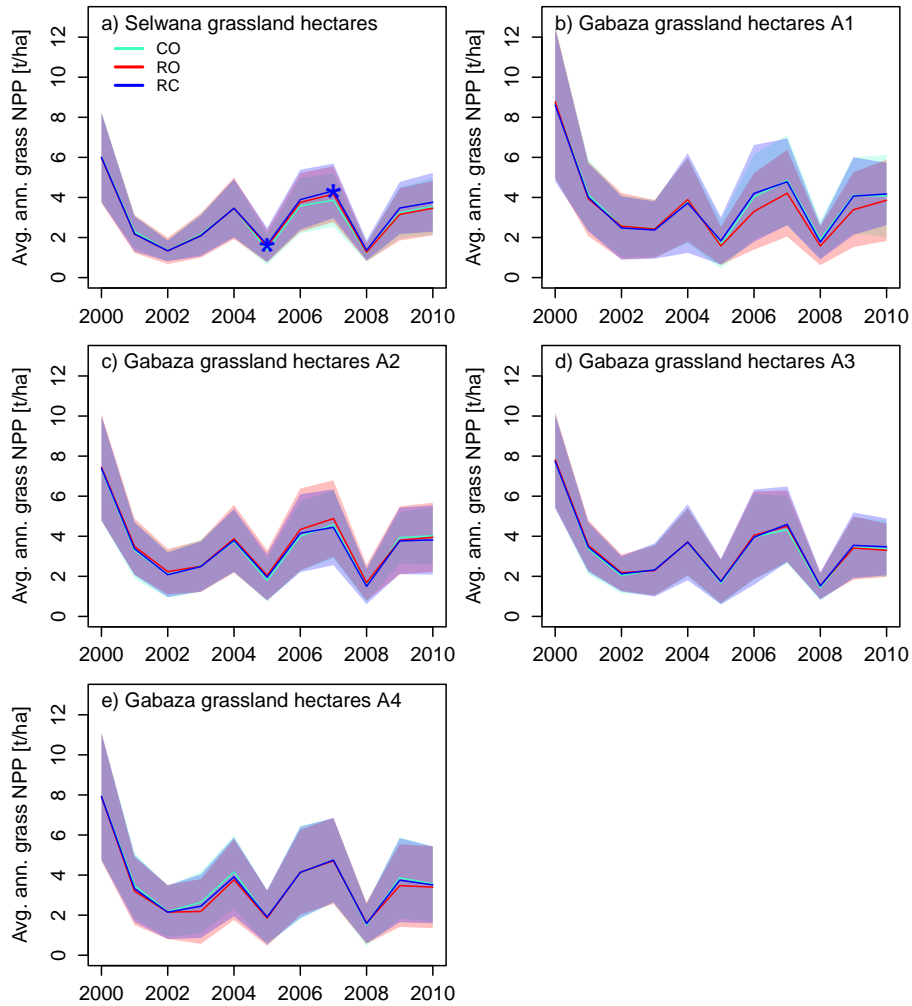 a) Selwana grassland hectares
CO
RO
RC
Avg. ann. grass NPP [t/ha]
0 2 4 6 8 10 12
2000 2002 2004 2006 2008 2010
b) Gabaza grassland hectares A1
Avg. ann. grass NPP [t/ha]
0 2 4 6 8 10 12
2000 2002 2004 2006 2008 2010
c) Gabaza grassland hectares A2
Avg. ann. grass NPP [t/ha]
0 2 4 6 8 10 12
2000 2002 2004 2006 2008 2010
d) Gabaza grassland hectares A3
Avg. ann. grass NPP [t/ha]
0 2 4 6 8 10 12
2000 2002 2004 2006 2008 2010
e) Gabaza grassland hectares A4
Avg. ann. grass NPP [t/ha]
0 2 4 6 8 10 12
2000 2002 2004 2006 2008 2010